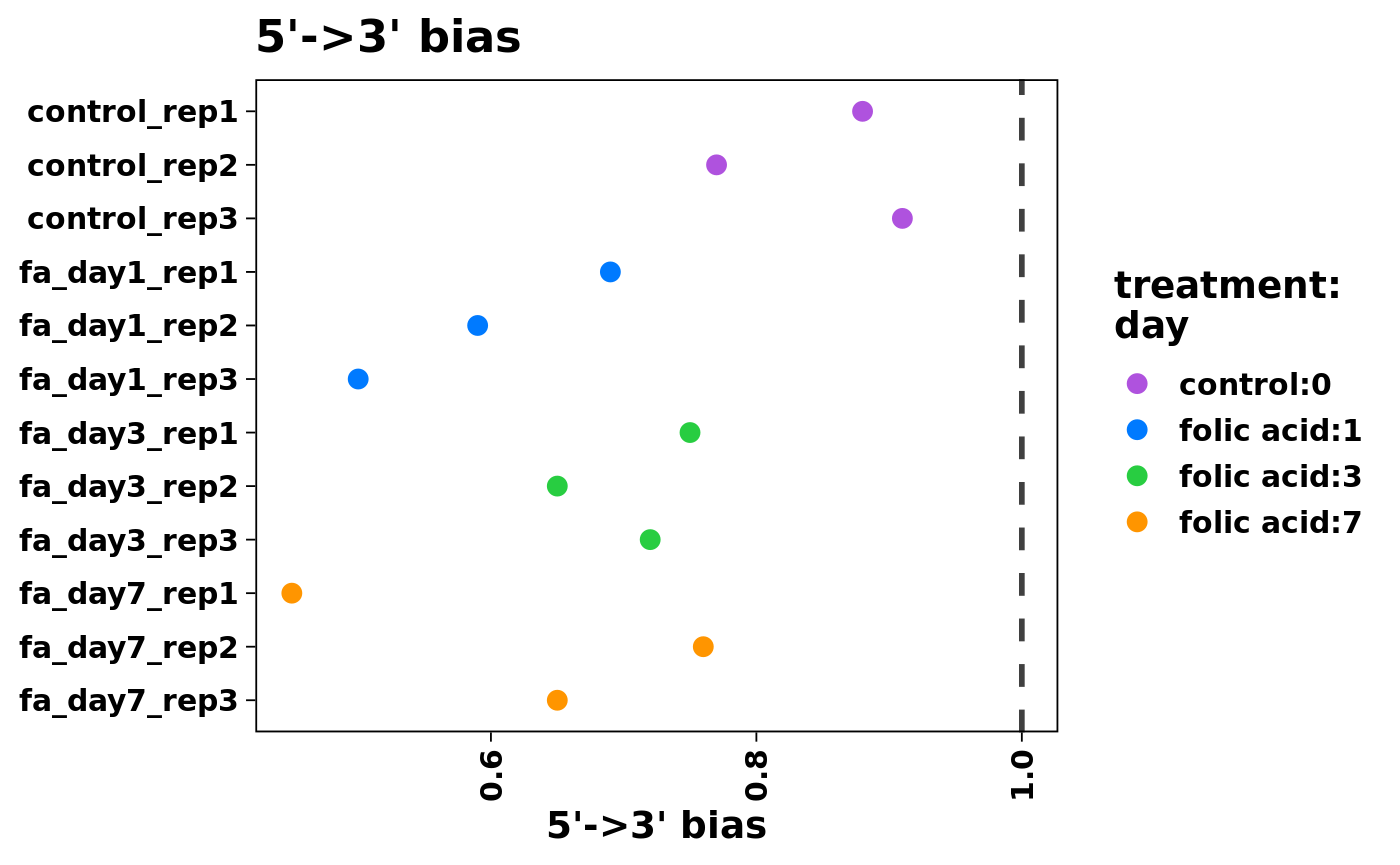 5'->3' bias
control_rep1
control_rep2
control_rep3
fa_day1_rep1
fa_day1_rep2
fa_day1_rep3
fa_day3_rep1
fa_day3_rep2
fa_day3_rep3
fa_day7_rep1
fa_day7_rep2
fa_day7_rep3
0.6
0.8
1.0
5'->3' bias
treatment:
day
control:0
folic acid:1
folic acid:3
folic acid:7